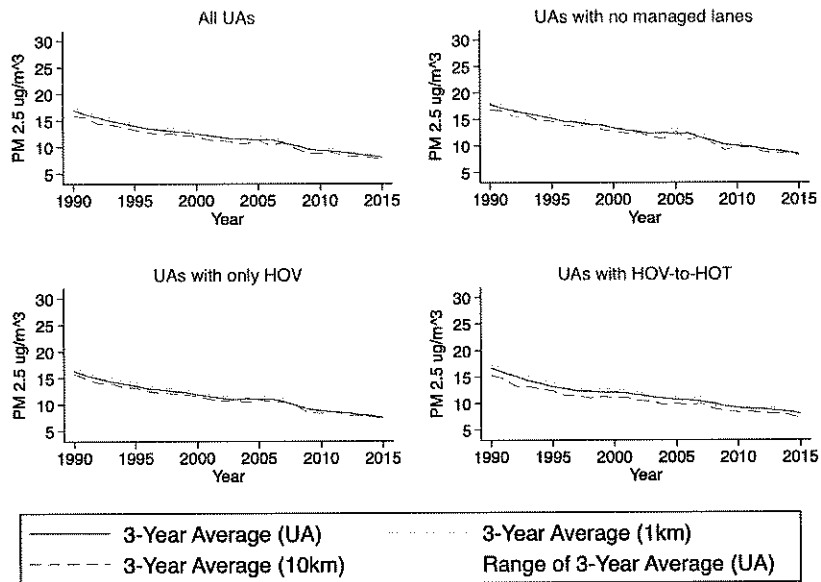 All UAs
PM 2.5 ug/m^3
30
25
20
15
10
5
1990 1995 2000 2005 2010 2015
Year
UAs with no managed lanes
PM 2.5 ug/m^3
30
25
20
15
10
5
1990 1995 2000 2005 2010 2015
Year
UAs with only HOV
PM 2.5 ug/m^3
30
25
20
15
10
5
1990 1995 2000 2005 2010 2015
Year
UAs with HOV-to-HOT
PM 2.5 ug/m^3
30
25
20
15
10
5
1990 1995 2000 2005 2010 2015
Year
3-Year Average (UA)
3-Year Average (1km)
3-Year Average (10km)
Range of 3-Year Average (UA)